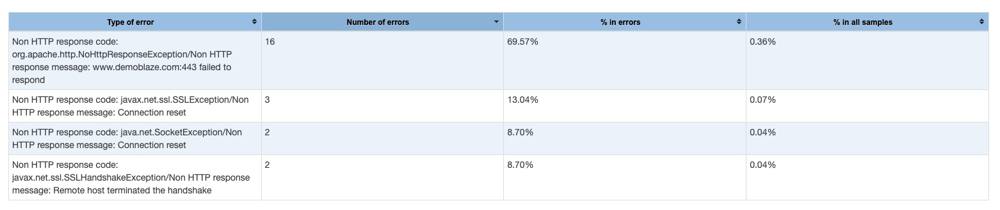 Type of error
Number of errors
% in errors
% in all samples
Non HTTP response code:
org.apache.http.NoHttpResponseException/Non HTTP
response message: www.demoblaze.com:443 failed to
respond
16
69.57%
0.36%
Non HTTP response code: javax.net.ssl.SSLException/Non
HTTP response message: Connection reset
3
13.04%
0.07%
Non HTTP response code: java.net.SocketException/Non
HTTP response message: Connection reset
2
8.70%
0.04%
Non HTTP response code:
javax.net.ssl.SSLHandshakeException/Non HTTP response
message: Remote host terminated the handshake
2
8.70%
0.04%